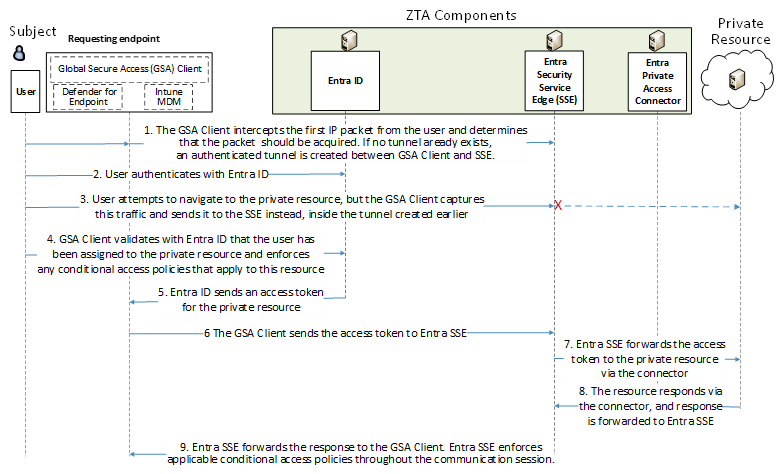 ZTA Components
Subject
Private
Resource
Requesting endpoint
Global Secure Access (GSA) Client
User
Defender for
Endpoint
Intune
MDM
Entra ID
Entra
Security
Service
Edge (SSE)
Entra
Private
Access
Connector
1. The GSA Client intercepts the first IP packet from the user and determines
that the packet should be acquired. If no tunnel already exists,
an authenticated tunnel is created between GSA Client and SSE.
2. User authenticates with Entra ID
3. User attempts to navigate to the private resource, but the GSA Client captures
this traffic and sends it to the SSE instead, inside the tunnel created earlier
X
4. GSA Client validates with Entra ID that the user has
been assigned to the private resource and enforces
any conditional access policies that apply to this resource
5. Entra ID sends an access token
for the private resource
6 The GSA Client sends the access token to Entra SSE
7. Entra SSE forwards the access
token to the private resource
via the connector
8. The resource responds via
the connector, and response
is forwarded to Entra SSE
9. Entra SSE forwards the response to the GSA Client. Entra SSE enforces
applicable conditional access policies throughout the communication session.